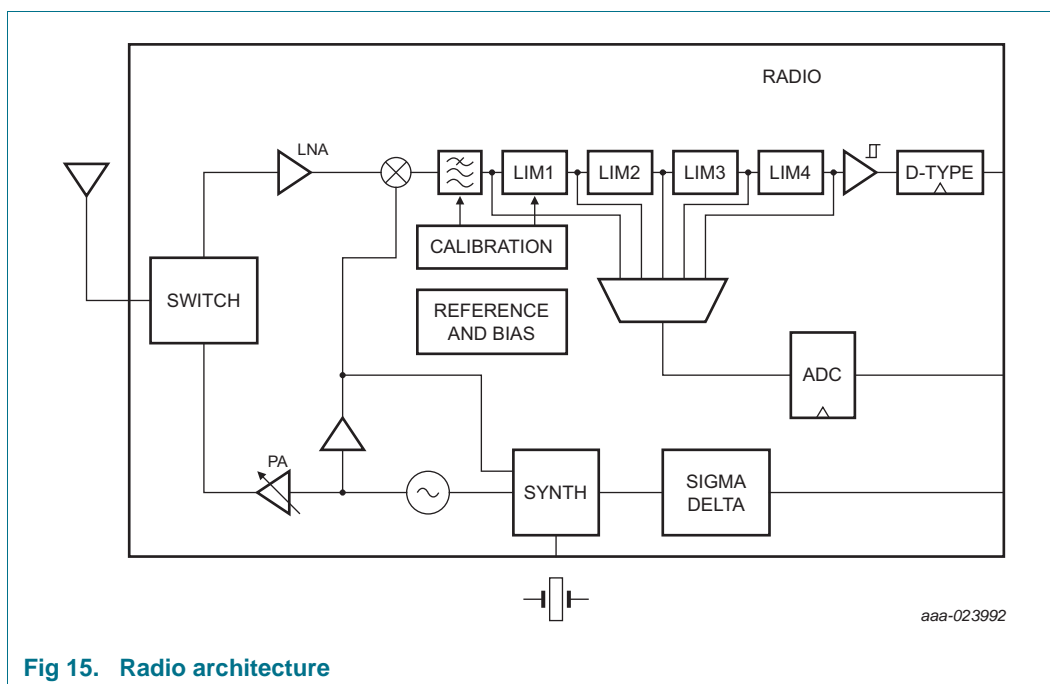 RADIO
LNA
LIM1
LIM2
LIM3
LIM4
D-TYPE
CALIBRATION
SWITCH
REFERENCE
AND BIAS
ADC
PA
SYNTH
SIGMA
DELTA
aaa-023992
Fig 15. Radio architecture